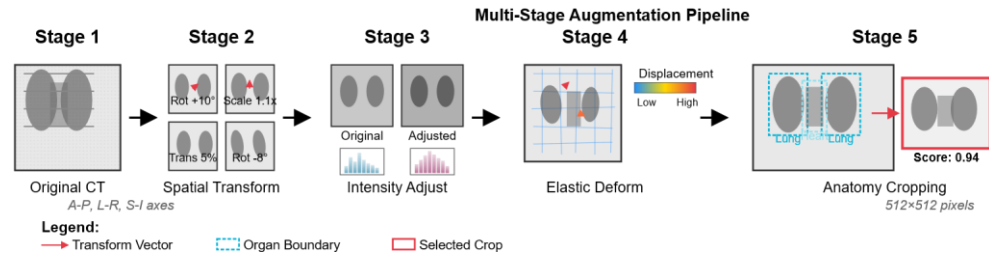 Multi-Stage Augmentation Pipeline
Stage 1
Stage 2
Stage 3
Stage 4
Stage 5
Rot +10°
Scale 1.1x
Trans 5%
Rot -8°
Original
Adjusted
Displacement
Low
High
Lung
Heart
Lung
Score: 0.94
Original CT
Spatial Transform
Intensity Adjust
Elastic Deform
Anatomy Cropping
A-P, L-R, S-I axes
512×512 pixels
Legend:
Transform Vector
Organ Boundary
Selected Crop